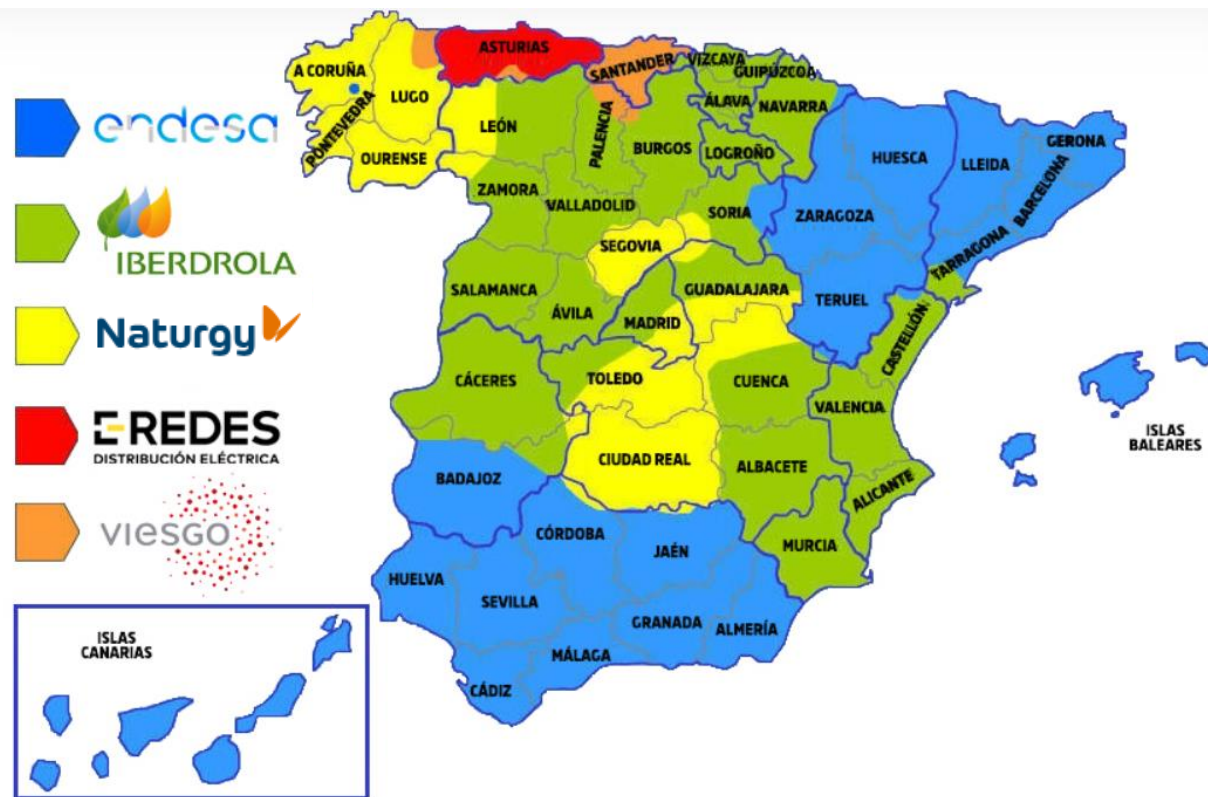 endesa
IBERDROLA
Naturgy
E-REDES
DISTRIBUCIÓN ELÉCTRICA
viesgo
ISLAS
CANARIAS
A CORUÑA
LUGO
PONTEVEDRA
OURENSE
ASTURIAS
SANTANDER
VIZCAYA
GUIPÚZCOA
ÁLAVA
NAVARRA
LEÓN
PALENCIA
BURGOS
LOGROÑO
HUESCA
LLEIDA
GERONA
BARCELONA
TARRAGONA
ZAMORA
VALLADOLID
SORIA
ZARAGOZA
SEGOVIA
SALAMANCA
ÁVILA
MADRID
GUADALAJARA
TERUEL
CASTELLÓN
CÁCERES
TOLEDO
CUENCA
VALENCIA
ISLAS
BALEARES
BADAJOZ
CIUDAD REAL
ALBACETE
ALICANTE
CÓRDOBA
JAÉN
MURCIA
HUELVA
SEVILLA
GRANADA
ALMERÍA
MÁLAGA
CÁDIZ